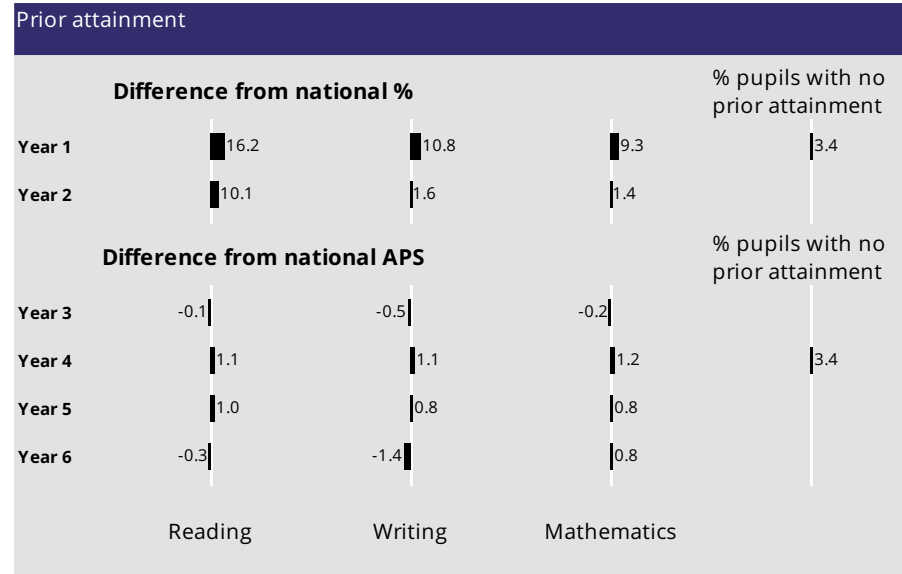 Prior attainment
Difference from national %
% pupils with no
prior attainment
Year 1 16.2 10.8 9.3 3.4
Year 2 10.1 1.6 1.4
Difference from national APS
% pupils with no
prior attainment
Year 3 -0.1 -0.5 -0.2
Year 4 1.1 1.1 1.2 3.4
Year 5 1.0 0.8 0.8
Year 6 -0.3 -1.4 0.8
Reading Writing Mathematics